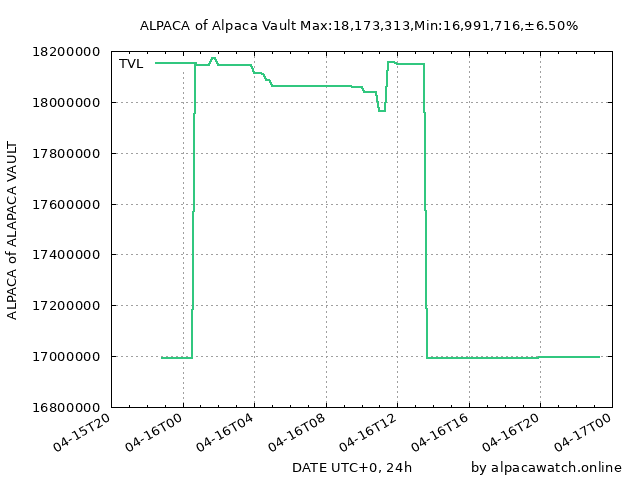 ALPACA of Alpaca Vault Max:18,173,313,Min:16,991,716,±6.50%
TVL
18200000
18000000
17800000
17600000
17400000
17200000
17000000
16800000
ALPACA of ALAPACA VAULT
04-15T20
04-16T00
04-16T04
04-16T08
04-16T12
04-16T16
04-16T20
04-17T00
DATE UTC+0, 24h
by alpacawatch.online